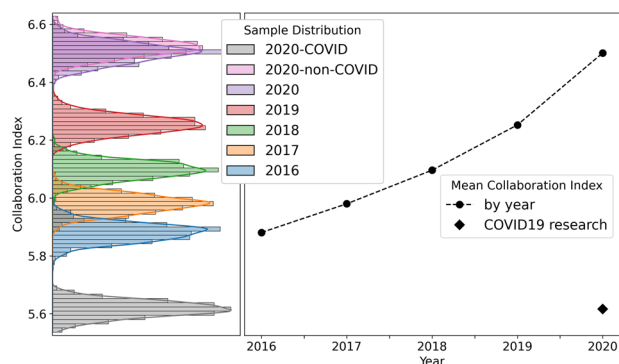 6.6
6.4
6.2
6.0
5.8
5.6
Collaboration Index
Sample Distribution
2020-COVID
2020-non-COVID
2020
2019
2018
2017
2016
Mean Collaboration Index
by year
COVID19 research
2016 2017 2018 2019 2020
Year